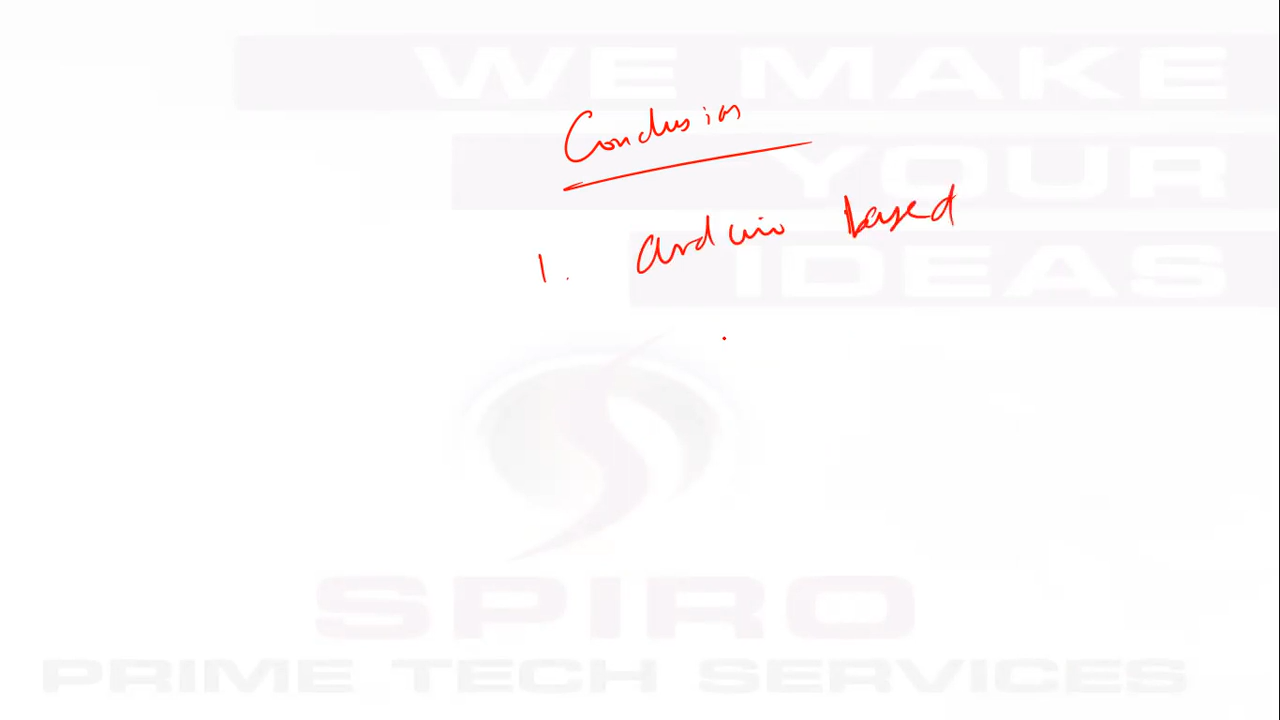 WE MAKE
YOUR
IDEAS
Conclusion
1. arduino based
SPIRO
PRIME TECH SERVICES